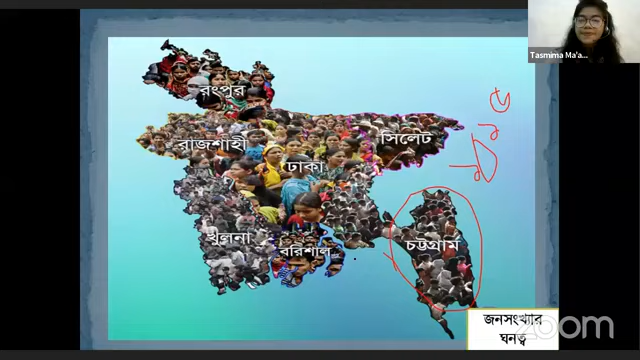 Tasmima Ma'a...
রংপুর
রাজশাহী
সিলেট
ঢাকা
খুলনা
বরিশাল
চট্টগ্রাম
জনসংখ্যার
ঘনত্ব
zoom